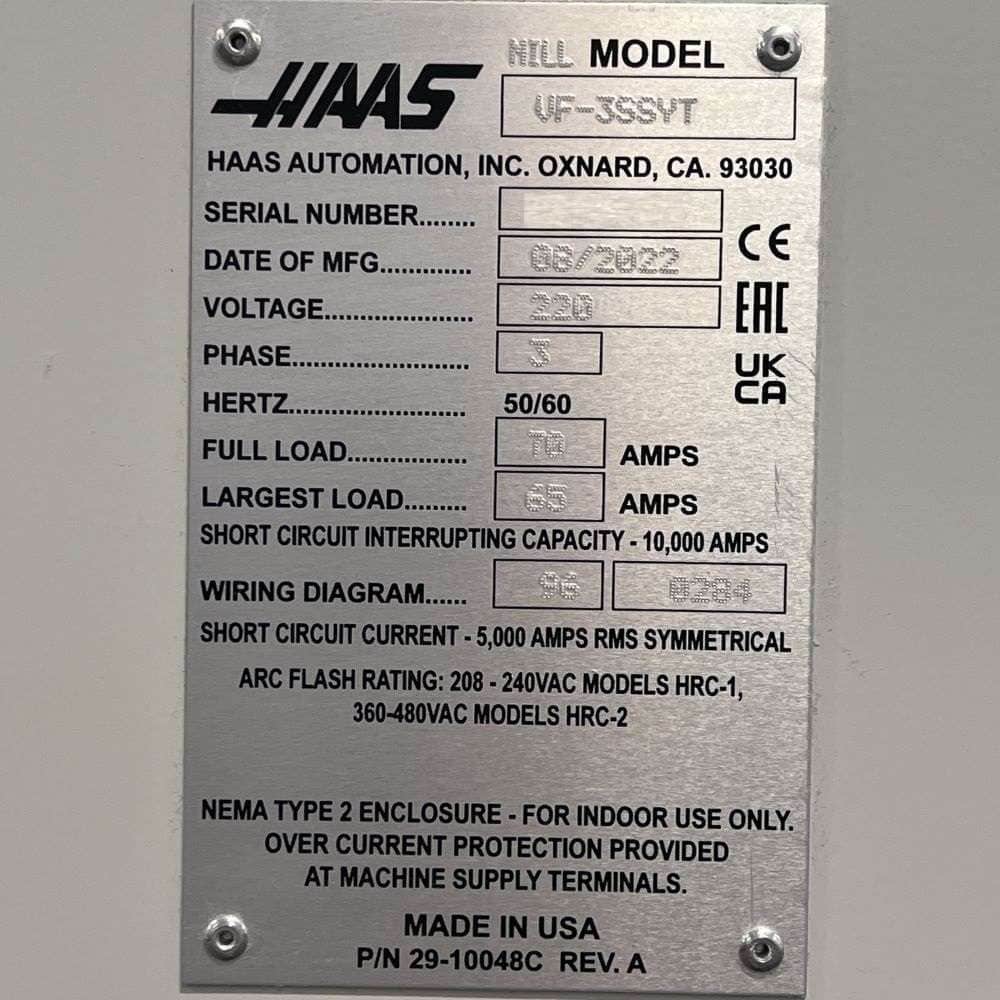 MILL MODEL
HAAS
VF-3SSYT
HAAS AUTOMATION, INC. OXNARD, CA. 93030
SERIAL NUMBER........
DATE OF MFG............. 08/2022
CE
VOLTAGE..................... 220
EAC
PHASE......................... 3
UK
CA
HERTZ......................... 50/60
FULL LOAD................. 70 AMPS
LARGEST LOAD......... 65 AMPS
SHORT CIRCUIT INTERRUPTING CAPACITY - 10,000 AMPS
WIRING DIAGRAM...... 96 0284
SHORT CIRCUIT CURRENT - 5,000 AMPS RMS SYMMETRICAL
ARC FLASH RATING: 208 - 240VAC MODELS HRC-1,
360-480VAC MODELS HRC-2
NEMA TYPE 2 ENCLOSURE - FOR INDOOR USE ONLY.
OVER CURRENT PROTECTION PROVIDED
AT MACHINE SUPPLY TERMINALS.
MADE IN USA
P/N 29-10048C REV. A